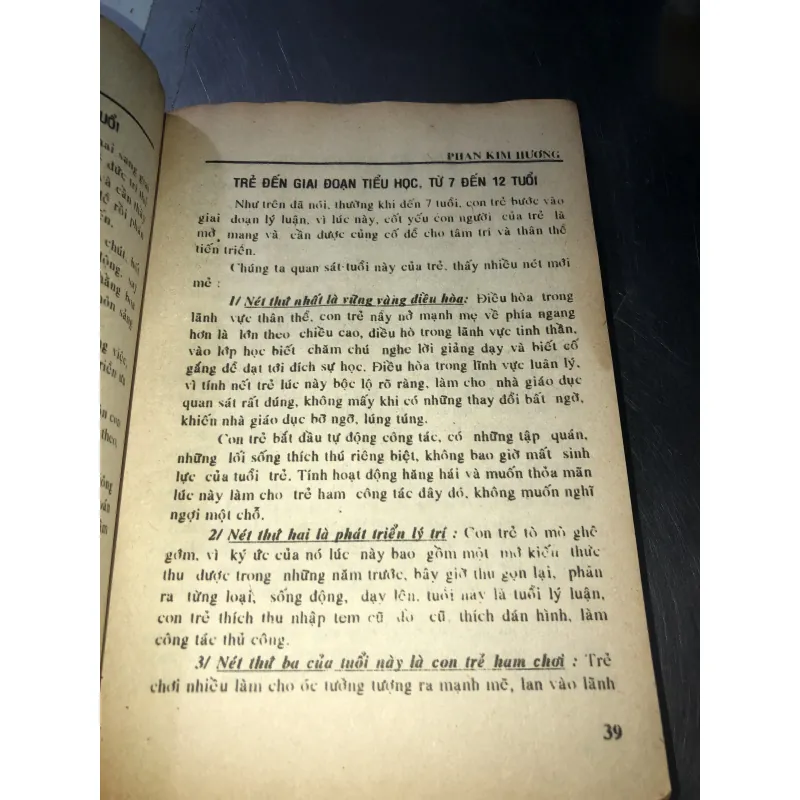 UỔI
PHAN KIM HƯƠNG
TRẺ ĐẾN GIAI ĐOẠN TIỂU HỌC, TỪ 7 ĐẾN 12 TUỔI
Như trên đã nói, thường khi đến 7 tuổi, con trẻ bước vào
giai đoạn lý luận, vì lúc này, cốt yếu con người của trẻ là
mở mang và cần được củng cố để cho tâm trí và thân thể
tiến triển.
Chúng ta quan sát tuổi này của trẻ, thấy nhiều nét mới
mẻ :
1/ Nét thứ nhất là vững vàng điều hòa: Điều hòa trong
lãnh vực thân thể, con trẻ nẩy nở mạnh mẹ về phía ngang
hơn là lớn theo chiều cao, điều hò trong lãnh vực tinh thần,
vào lớp học biết chăm chú nghe lời giảng dạy và biết cố
gắng để đạt tới đích sự học. Điều hòa trong lĩnh vực luân lý,
vì tính nết trẻ lúc này bộc lộ rõ ràng, làm cho nhà giáo dục
quan sát rất đúng, không mấy khi có những thay đổi bất ngờ,
khiến nhà giáo dục bỡ ngỡ, lúng túng.
Con trẻ bắt đầu tự động công tác, có những tập quán,
những lối sống thích thú riêng biệt, không bao giờ mất sinh
lực của tuổi trẻ. Tính hoạt động hăng hái và muốn thỏa mãn
lúc này làm cho trẻ ham công tác đây đó, không muốn nghĩ
ngợi một chỗ.
2/ Nét thứ hai là phát triển lý trí : Con trẻ tò mò ghê
gớm, vì ký ức của nó lúc này bao gồm một mớ kiến thức
thu được trong những năm trước, bây giờ thu gọn lại, phân
ra từng loại, sống động, dạy lên, tuổi này là tuổi lý luận,
con trẻ thích thu nhập tem cũ đồ cũ, thích dán hình, làm
công tác thủ công.
3/ Nét thứ ba của tuổi này là con trẻ ham chơi : Trẻ
chơi nhiều làm cho óc tưởng tượng ra mạnh mẽ, lan vào lãnh
39